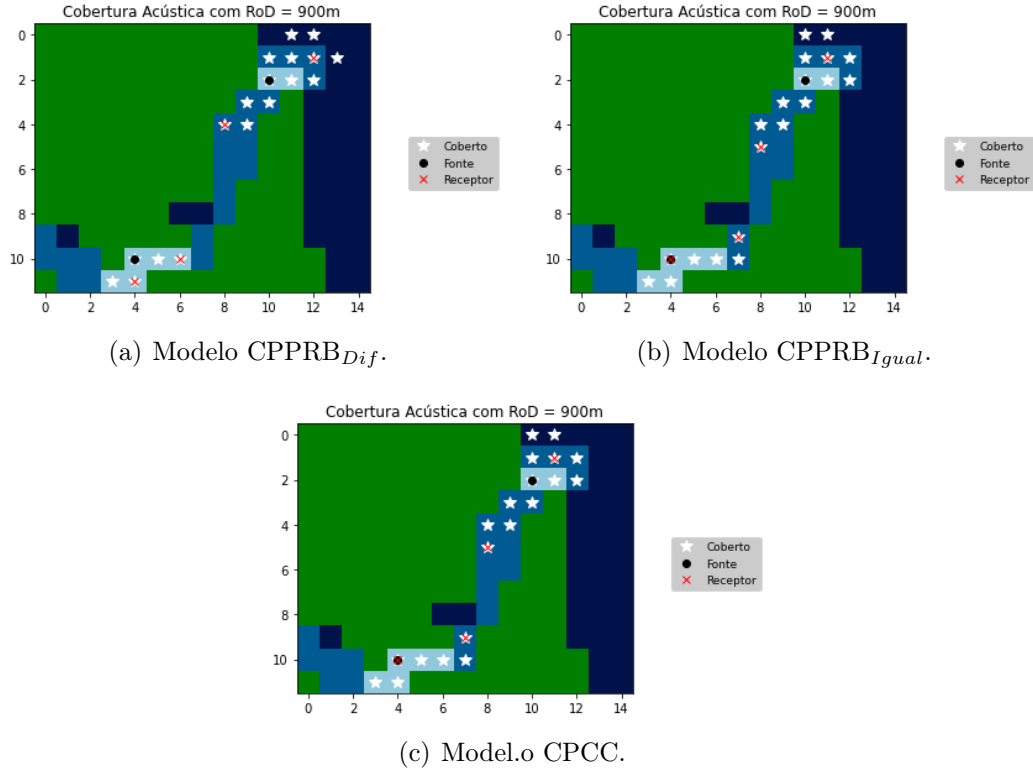 Cobertura Acústica com RoD = 900m
0
2
4
6
8
10
0 2 4 6 8 10 12 14
Coberto
Fonte
Receptor
(a) Modelo CPPRB_Dif.
Cobertura Acústica com RoD = 900m
0
2
4
6
8
10
0 2 4 6 8 10 12 14
Coberto
Fonte
Receptor
(b) Modelo CPPRB_Igual.
Cobertura Acústica com RoD = 900m
0
2
4
6
8
10
0 2 4 6 8 10 12 14
Coberto
Fonte
Receptor
(c) Model.o CPCC.